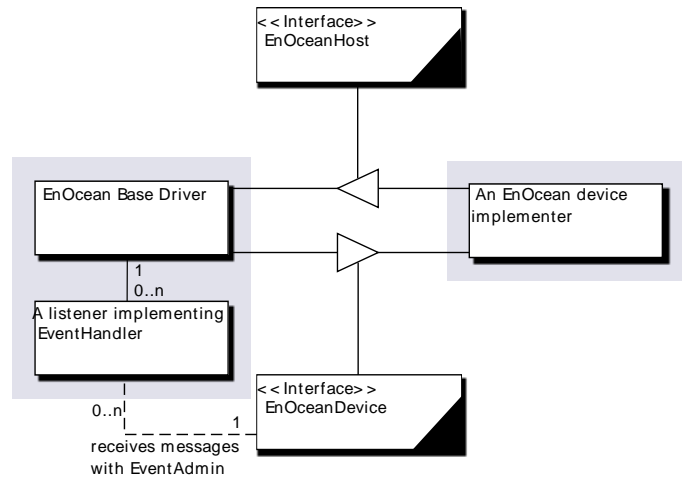 <<Interface>>
EnOceanHost
EnOcean Base Driver
An EnOcean device
implementer
1
0..n
A listener implementing
EventHandler
<<Interface>>
EnOceanDevice
0..n
1
receives messages
with EventAdmin